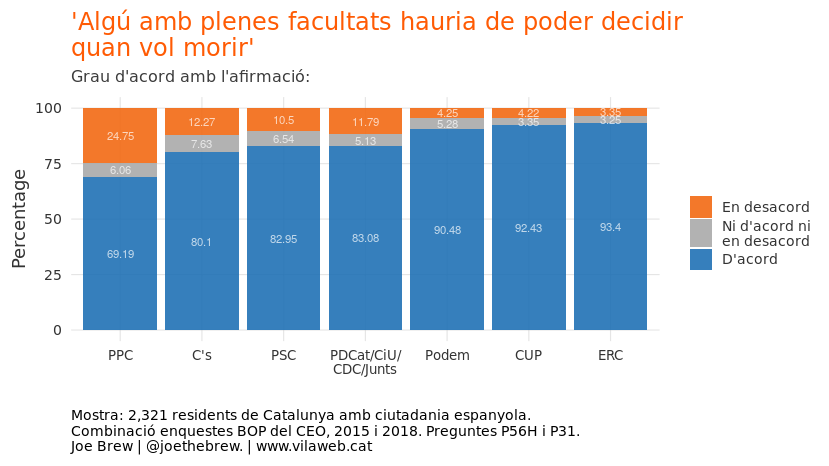 'Algú amb plenes facultats hauria de poder decidir
quan vol morir'
Grau d'acord amb l'afirmació:
Percentage
100
75
50
25
0
24.75
6.06
69.19
12.27
7.63
80.1
10.5
6.54
82.95
11.79
5.13
83.08
4.25
5.28
90.48
4.22
3.35
92.43
3.35
3.25
93.4
PPC
C's
PSC
PDCat/CiU/
CDC/Junts
Podem
CUP
ERC
En desacord
Ni d'acord ni
en desacord
D'acord
Mostra: 2,321 residents de Catalunya amb ciutadania espanyola.
Combinació enquestes BOP del CEO, 2015 i 2018. Preguntes P56H i P31.
Joe Brew | @joethebrew. | www.vilaweb.cat